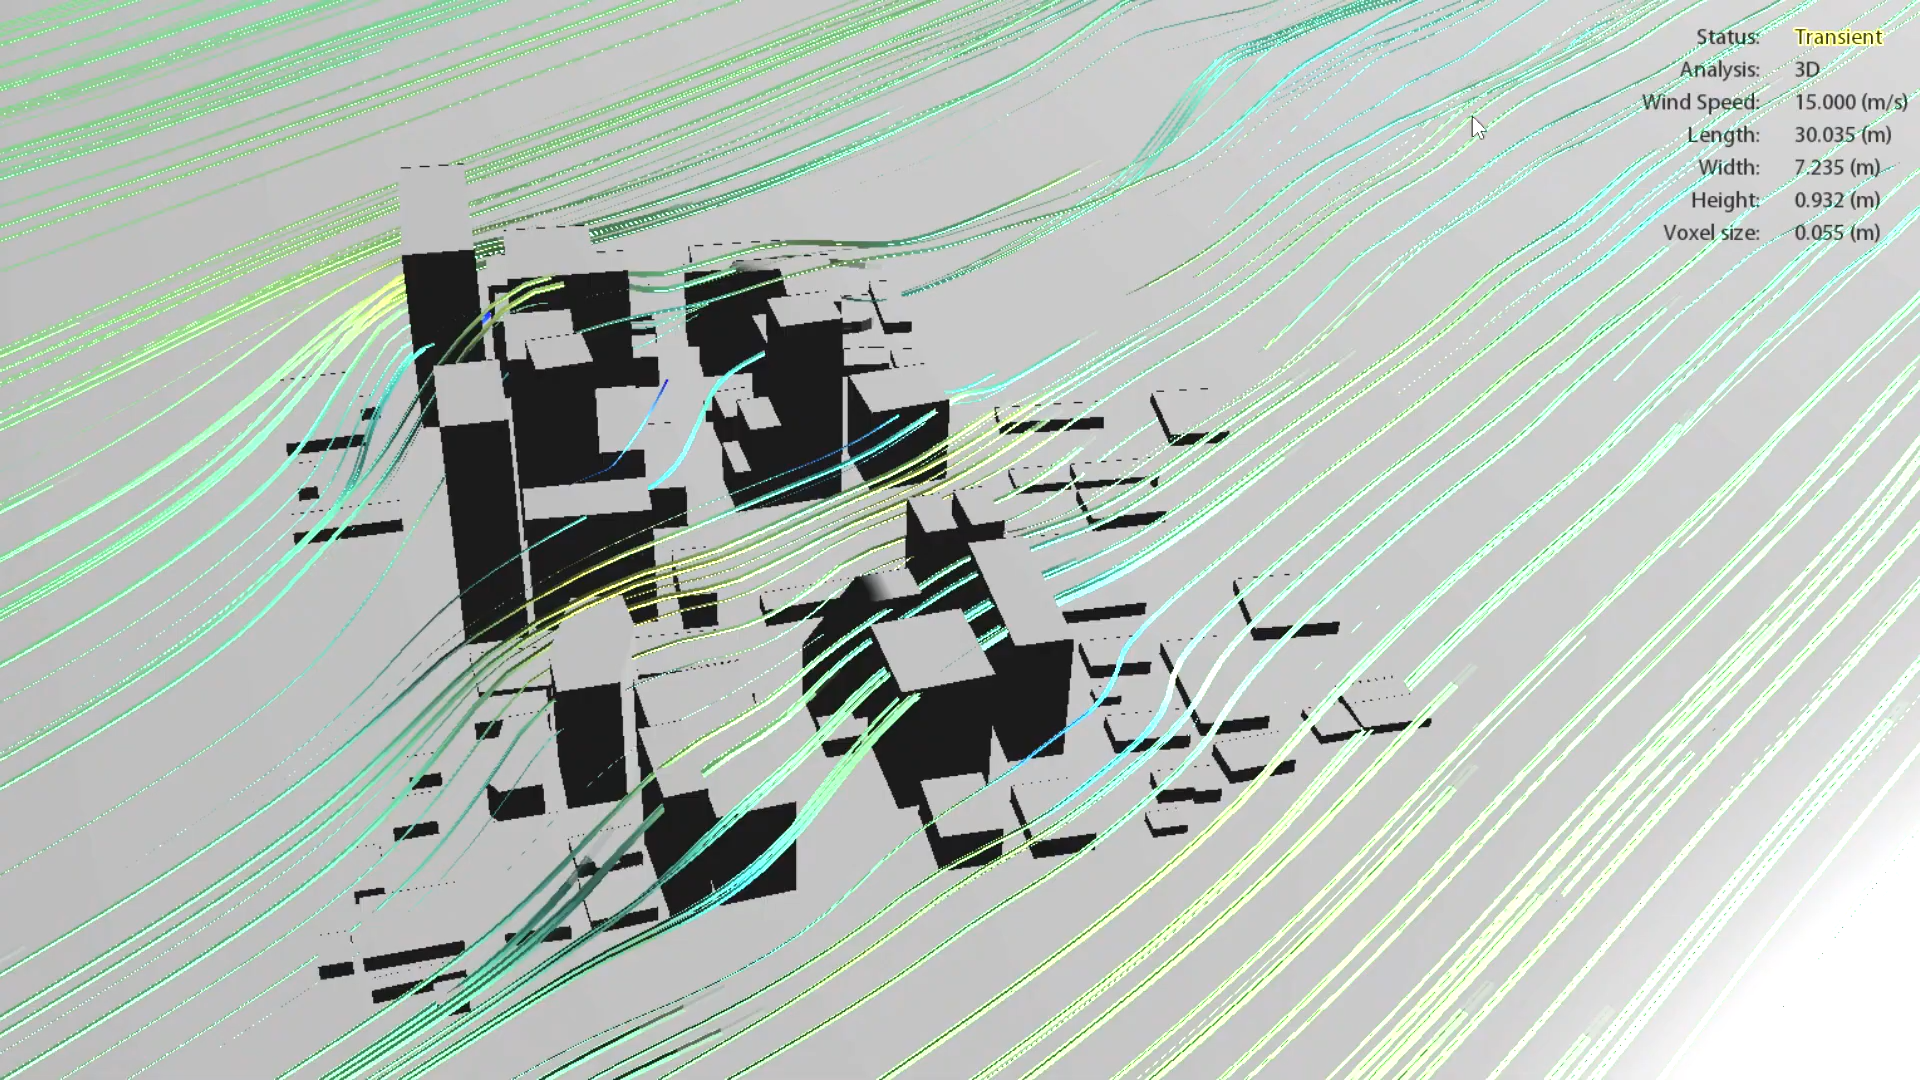 Status: Transient
Analysis: 3D
Wind Speed: 15.000 (m/s)
Length: 30.035 (m)
Width: 7.235 (m)
Height: 0.932 (m)
Voxel size: 0.055 (m)